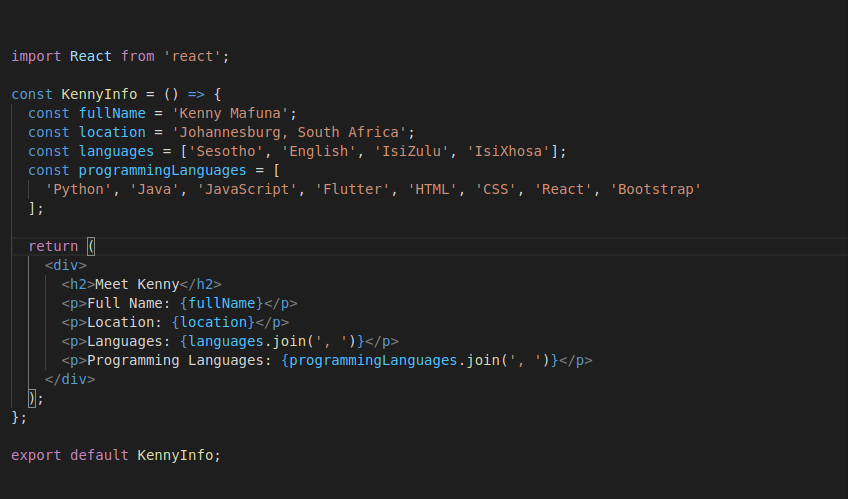 import React from 'react';
const KennyInfo = () => {
const fullName = 'Kenny Mafuna';
const location = 'Johannesburg, South Africa';
const languages = ['Sesotho', 'English', 'IsiZulu', 'IsiXhosa'];
const programmingLanguages = [
'Python', 'Java', 'JavaScript', 'Flutter', 'HTML', 'CSS', 'React', 'Bootstrap'
];
return (
<div>
<h2>Meet Kenny</h2>
<p>Full Name: {fullName}</p>
<p>Location: {location}</p>
<p>Languages: {languages.join(', ')}</p>
<p>Programming Languages: {programmingLanguages.join(', ')}</p>
</div>
);
};
export default KennyInfo;